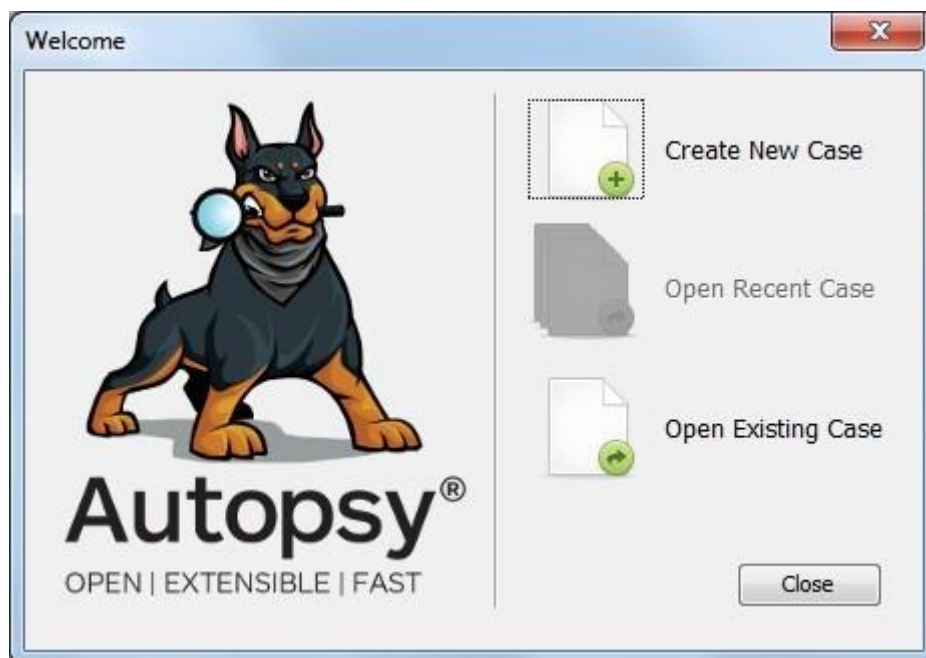 Welcome
Autopsy®
OPEN | EXTENSIBLE | FAST
Create New Case
Open Recent Case
Open Existing Case
Close